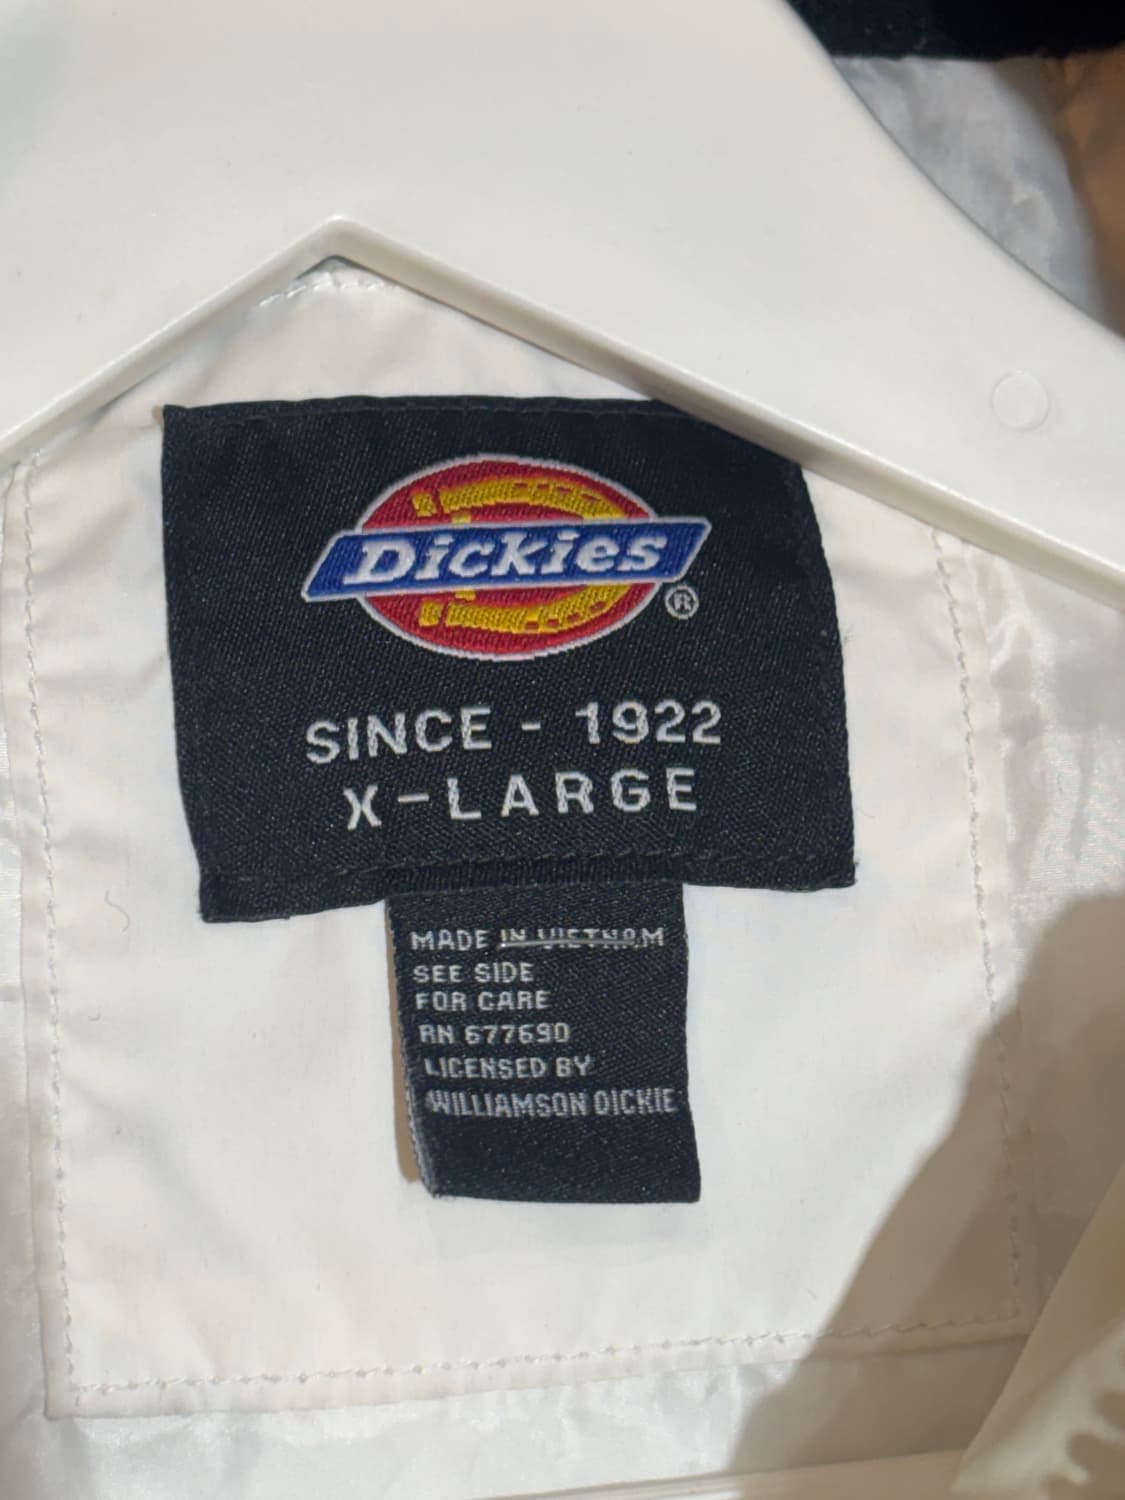 Dickies ®
SINCE - 1922
X-LARGE
MADE IN VIETNAM
SEE SIDE
FOR CARE
RN 677690
LICENSED BY
WILLIAMSON DICKIE